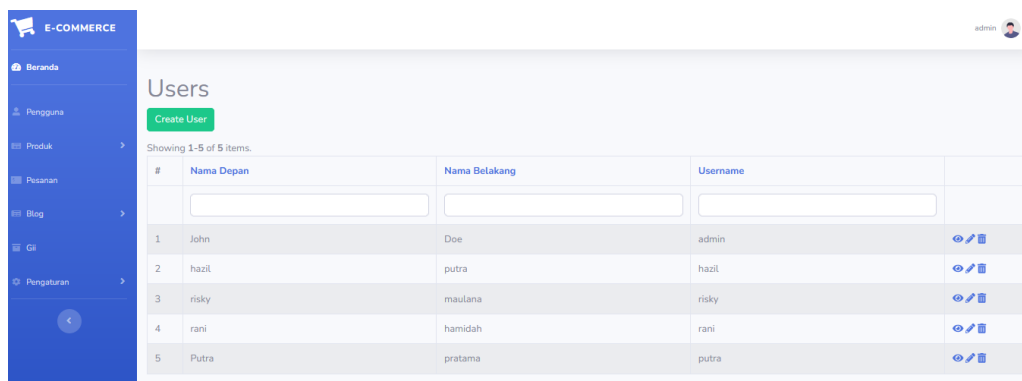 E-COMMERCE
admin
Beranda
Pengguna
Produk
Pesanan
Blog
Gii
Pengaturan
Users
Create User
Showing 1-5 of 5 items.
# Nama Depan Nama Belakang Username
1 John Doe admin
2 hazil putra hazil
3 risky maulana risky
4 rani hamidah rani
5 Putra pratama putra